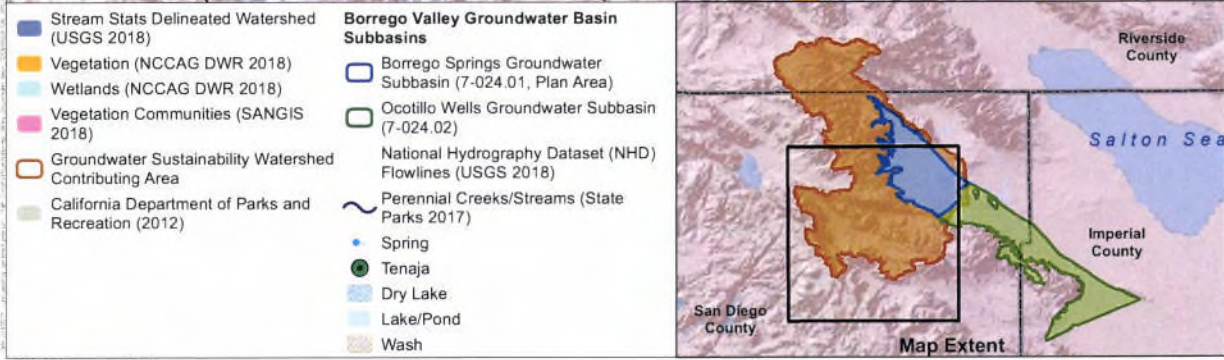 Stream Stats Delineated Watershed
(USGS 2018)
Vegetation (NCCAG DWR 2018)
Wetlands (NCCAG DWR 2018)
Vegetation Communities (SANGIS
2018)
Groundwater Sustainability Watershed
Contributing Area
California Department of Parks and
Recreation (2012)
Borrego Valley Groundwater Basin
Subbasins
Borrego Springs Groundwater
Subbasin (7-024.01, Plan Area)
Ocotillo Wells Groundwater Subbasin
(7-024.02)
National Hydrography Dataset (NHD)
Flowlines (USGS 2018)
Perennial Creeks/Streams (State
Parks 2017)
Spring
Tenaja
Dry Lake
Lake/Pond
Wash
Riverside
County
Salton Sea
Imperial
County
San Diego
County
Map Extent